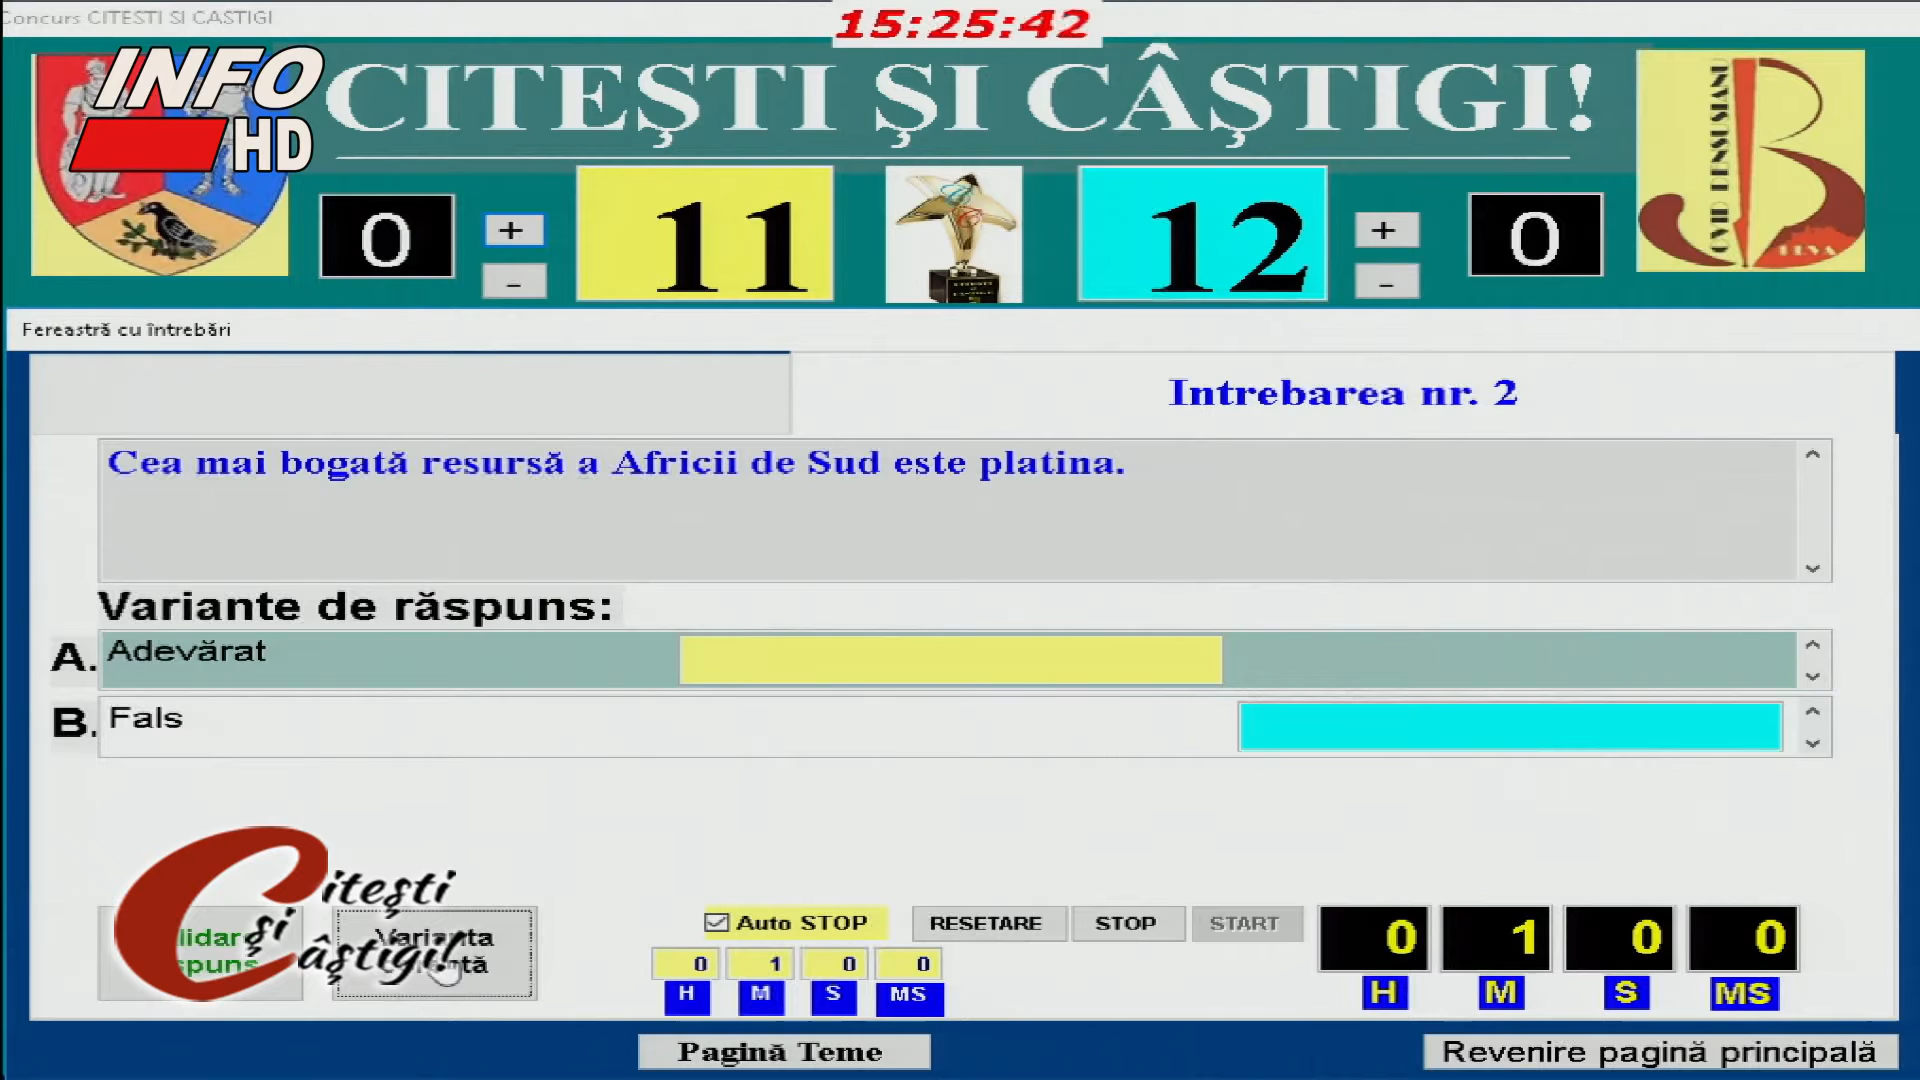 Concurs CITESTI SI CASTIGI
15:25:42
INFO
HD
CITEŞTI ŞI CÂŞTIGI!
0
+
-
11
12
+
-
0
OVID DENSUSIANU
Fereastră cu întrebări
Intrebarea nr. 2
Cea mai bogată resursă a Africii de Sud este platina.
Variante de răspuns:
A. Adevărat
B. Fals
Citeşti
şi
Câştigi!
Varianta
Auto STOP
RESETARE
STOP
START
0 1 0 0
H M S MS
0 1 0 0
H M S MS
Pagină Teme
Revenire pagină principală